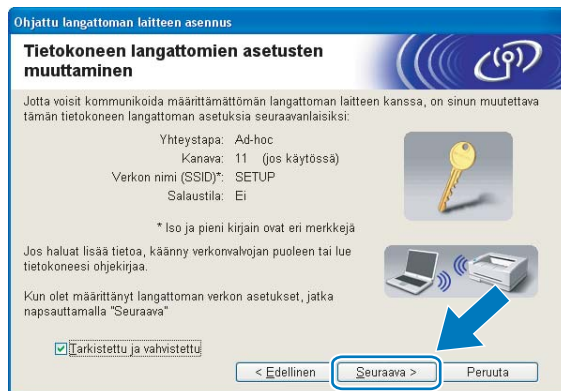 Ohjattu langattoman laitteen asennus
Tietokoneen langattomien asetusten
muuttaminen
Jotta voisit kommunikoida määrittämättömän langattoman laitteen kanssa, on sinun muutettava
tämän tietokoneen langattoman asetuksia seuraavanlaisiksi:
Yhteystapa: Ad-hoc
Kanava: 11 (jos käytössä)
Verkon nimi (SSID)*: SETUP
Salaustila: Ei
* Iso ja pieni kirjain ovat eri merkkejä
Jos haluat lisää tietoa, käänny verkonvalvojan puoleen tai lue
tietokoneesi ohjekirjaa.
Kun olet määrittänyt langattoman verkon asetukset, jatka
napsauttamalla "Seuraava"
Tarkistettu ja vahvistettu
< Edellinen Seuraava > Peruuta